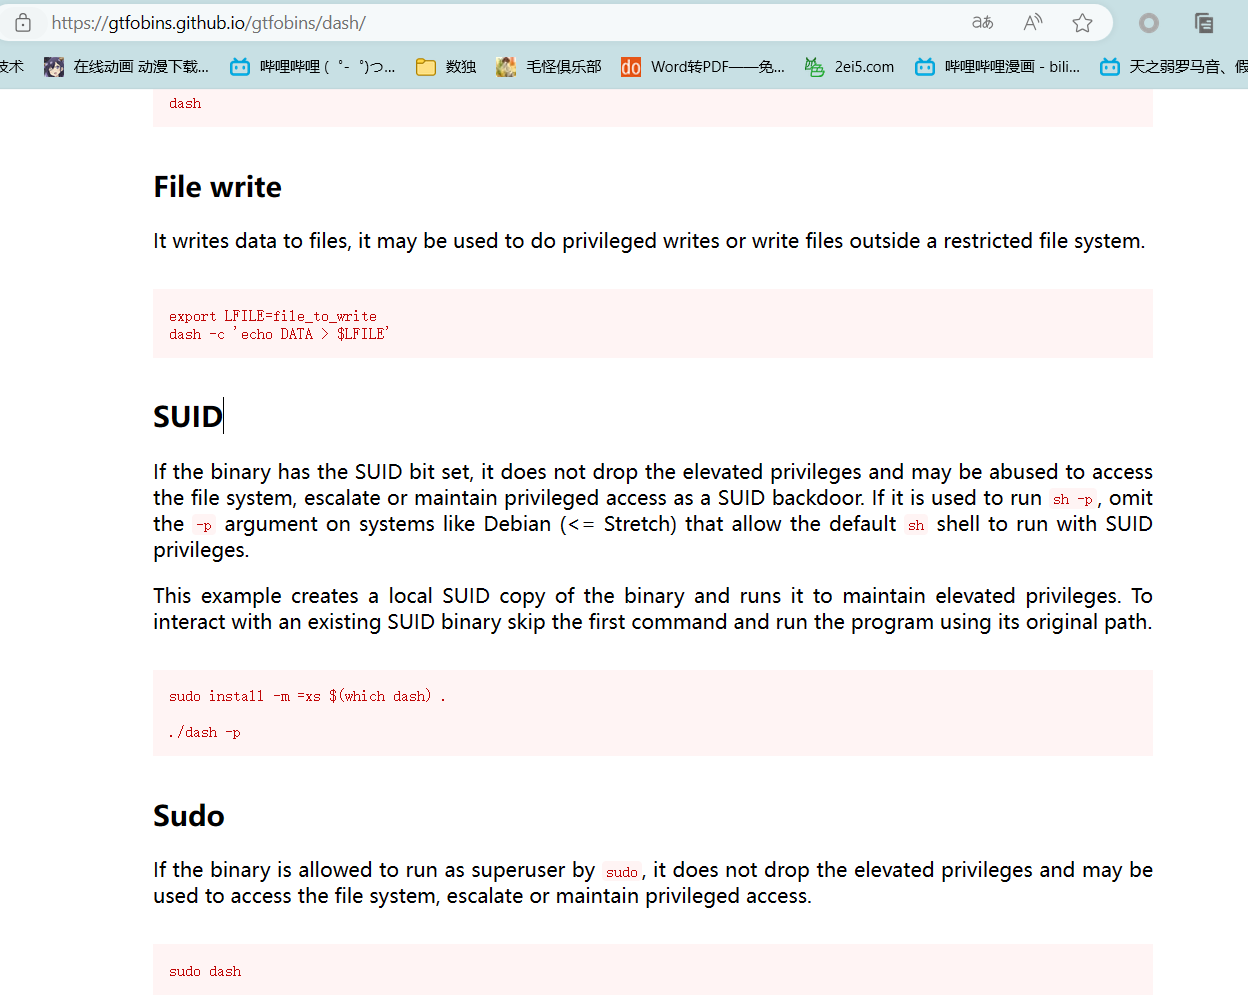 https://gtfobins.github.io/gtfobins/dash/
技术 在线动画 动漫下载... 哔哩哔哩 ( ゜- ゜)つ... 数独 毛怪俱乐部 do Word转PDF——免... 2ei5.com 哔哩哔哩漫画 - bili... 天之弱罗马音、假
dash
File write
It writes data to files, it may be used to do privileged writes or write files outside a restricted file system.
export LFILE=file_to_write
dash -c 'echo DATA > $LFILE'
SUID
If the binary has the SUID bit set, it does not drop the elevated privileges and may be abused to access
the file system, escalate or maintain privileged access as a SUID backdoor. If it is used to run sh -p, omit
the -p argument on systems like Debian (<= Stretch) that allow the default sh shell to run with SUID
privileges.
This example creates a local SUID copy of the binary and runs it to maintain elevated privileges. To
interact with an existing SUID binary skip the first command and run the program using its original path.
sudo install -m =xs $(which dash) .
./dash -p
Sudo
If the binary is allowed to run as superuser by sudo, it does not drop the elevated privileges and may be
used to access the file system, escalate or maintain privileged access.
sudo dash